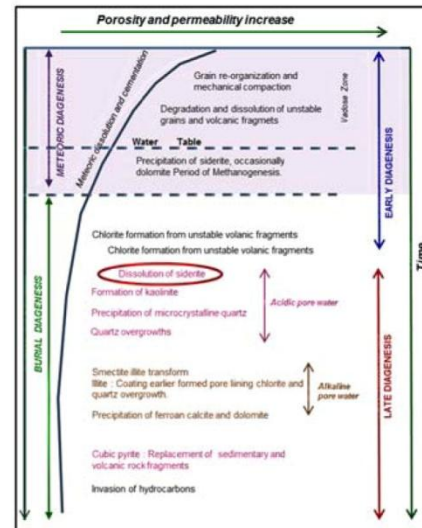 Porosity and permeability increase
METEORIC DIAGENESIS
Meteoric dissolution and cementation
Grain re-organization and
mechanical compaction
Degradation and dissolution of unstable
grains and volcanic fragmets
Vadose Zone
Water Table
Precipitation of siderite, occasionally
dolomite Period of Methanogenesis.
EARLY DIAGENESIS
Time
BURIAL DIAGENESIS
Chlorite formation from unstable volanic fragments
Chlorite formation from unstable volanic fragments
Dissolution of siderite
Formation of kaolinite
Precipitation of microcrystalline quartz
Quartz overgrowths
Acidic pore water
Smectite illite transform
Illite : Coating earlier formed pore lining chlorite and
quartz overgrowth.
Precipitation of ferroan calcite and dolomite
Alkaline
pore water
LATE DIAGENESIS
Cubic pyrite : Replacement of sedimentary and
volcanic rock fragments
Invasion of hydrocarbons